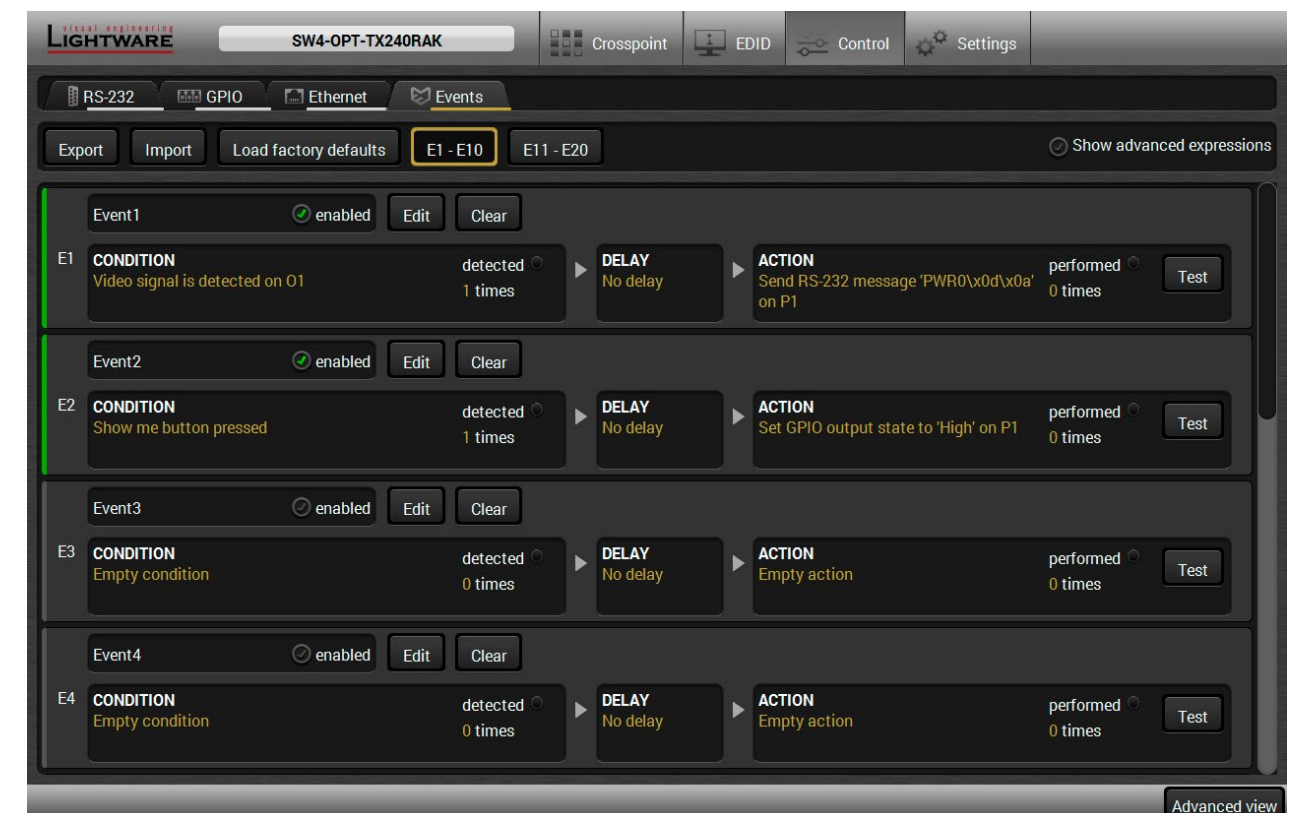 visual engineering
LIGHTWARE
SW4-OPT-TX240RAK
Crosspoint
EDID
Control
Settings
RS-232
GPIO
Ethernet
Events
Export
Import
Load factory defaults
E1 - E10
E11 - E20
Show advanced expressions
Event1
enabled
Edit
Clear
E1
CONDITION
Video signal is detected on O1
detected
1 times
DELAY
No delay
ACTION
Send RS-232 message 'PWR0\x0d\x0a'
on P1
performed
0 times
Test
Event2
enabled
Edit
Clear
E2
CONDITION
Show me button pressed
detected
1 times
DELAY
No delay
ACTION
Set GPIO output state to 'High' on P1
performed
0 times
Test
Event3
enabled
Edit
Clear
E3
CONDITION
Empty condition
detected
0 times
DELAY
No delay
ACTION
Empty action
performed
0 times
Test
Event4
enabled
Edit
Clear
E4
CONDITION
Empty condition
detected
0 times
DELAY
No delay
ACTION
Empty action
performed
0 times
Test
Advanced view